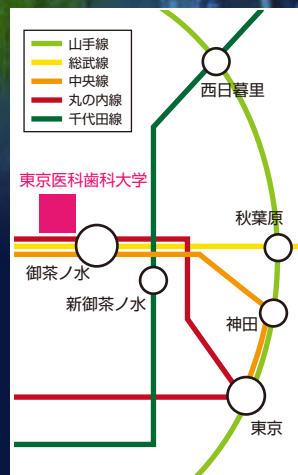 山手線
総武線
中央線
丸の内線
千代田線
西日暮里
東京医科歯科大学
秋葉原
御茶ノ水
新御茶ノ水
神田
東京